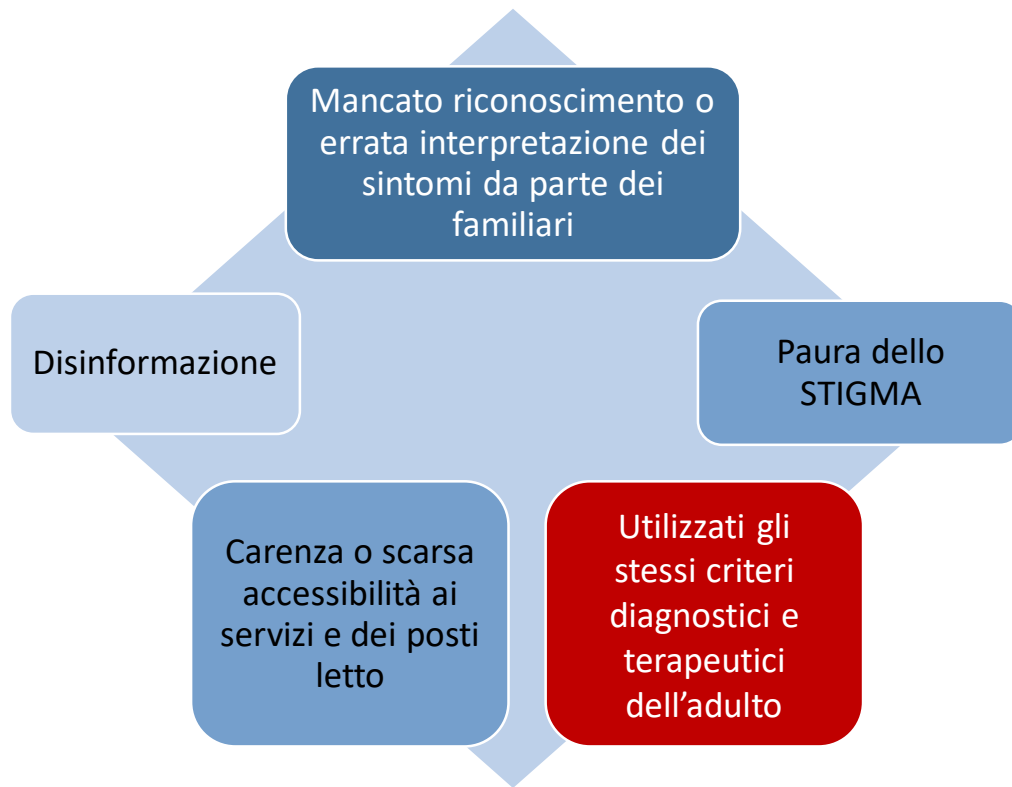 Mancato riconoscimento o
errata interpretazione dei
sintomi da parte dei
familiari
Disinformazione
Paura dello
STIGMA
Carenza o scarsa
accessibilità ai
servizi e dei posti
letto
Utilizzati gli
stessi criteri
diagnostici e
terapeutici
dell’adulto